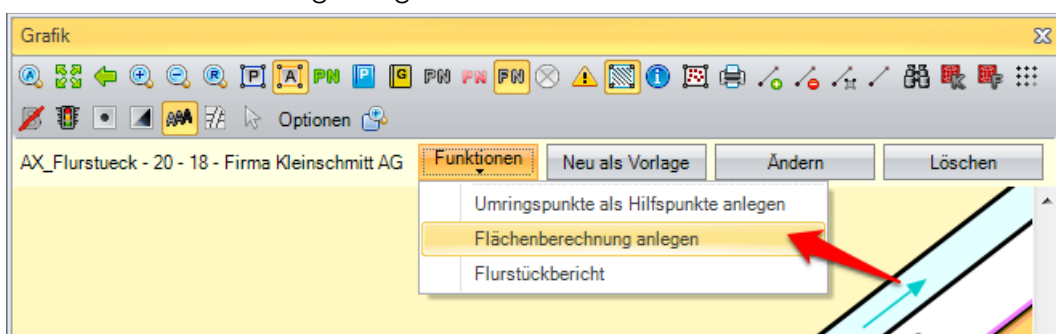 Grafik
P A PN P G PN PN PN
Optionen
AX_Flurstueck - 20 - 18 - Firma Kleinschmitt AG Funktionen Neu als Vorlage Ändern Löschen
Umringspunkte als Hilfspunkte anlegen
Flächenberechnung anlegen
Flurstückbericht